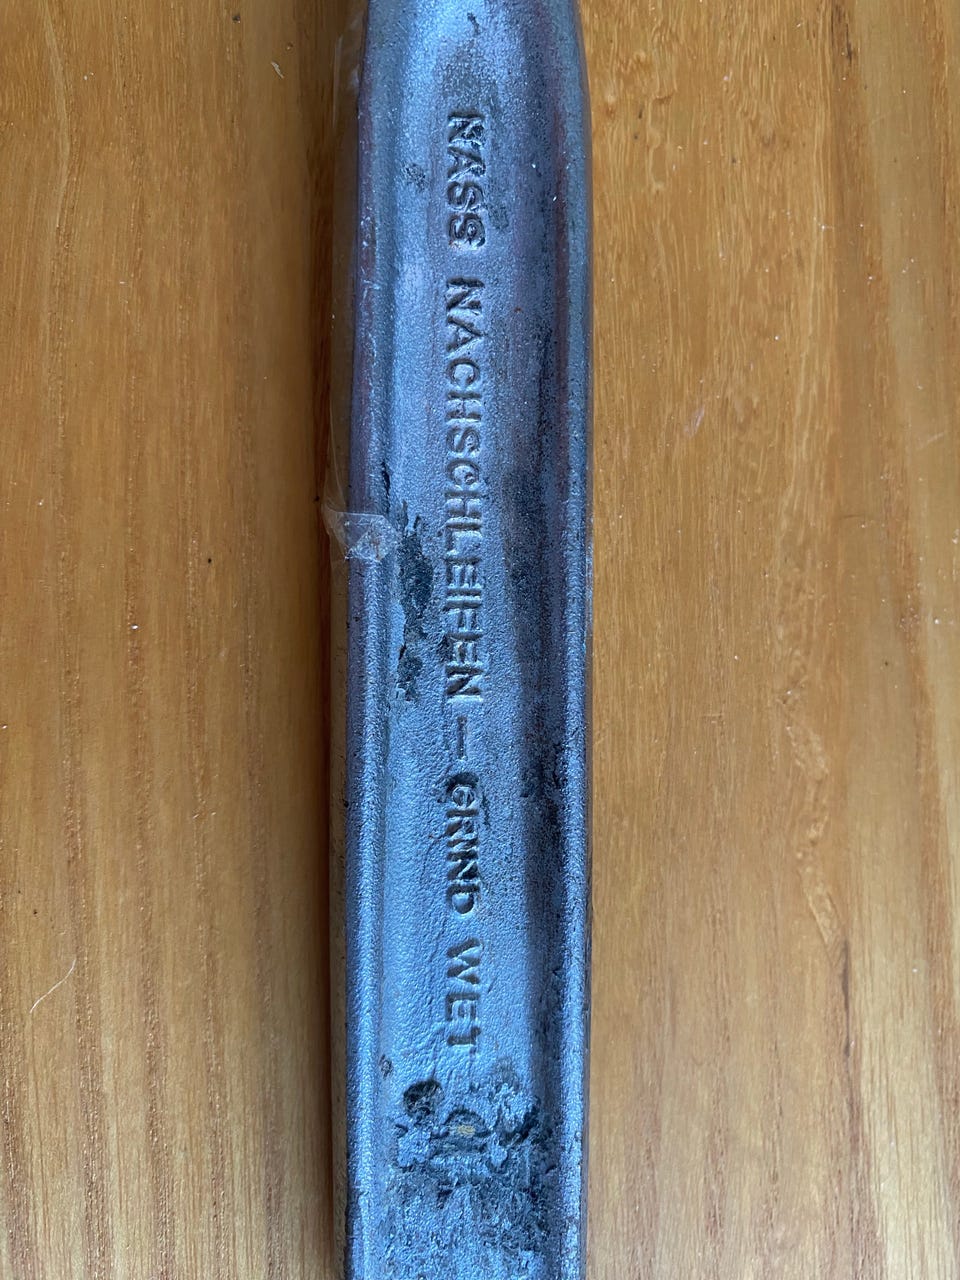 NASS NACHSCHLEIFEN — GRIND WET